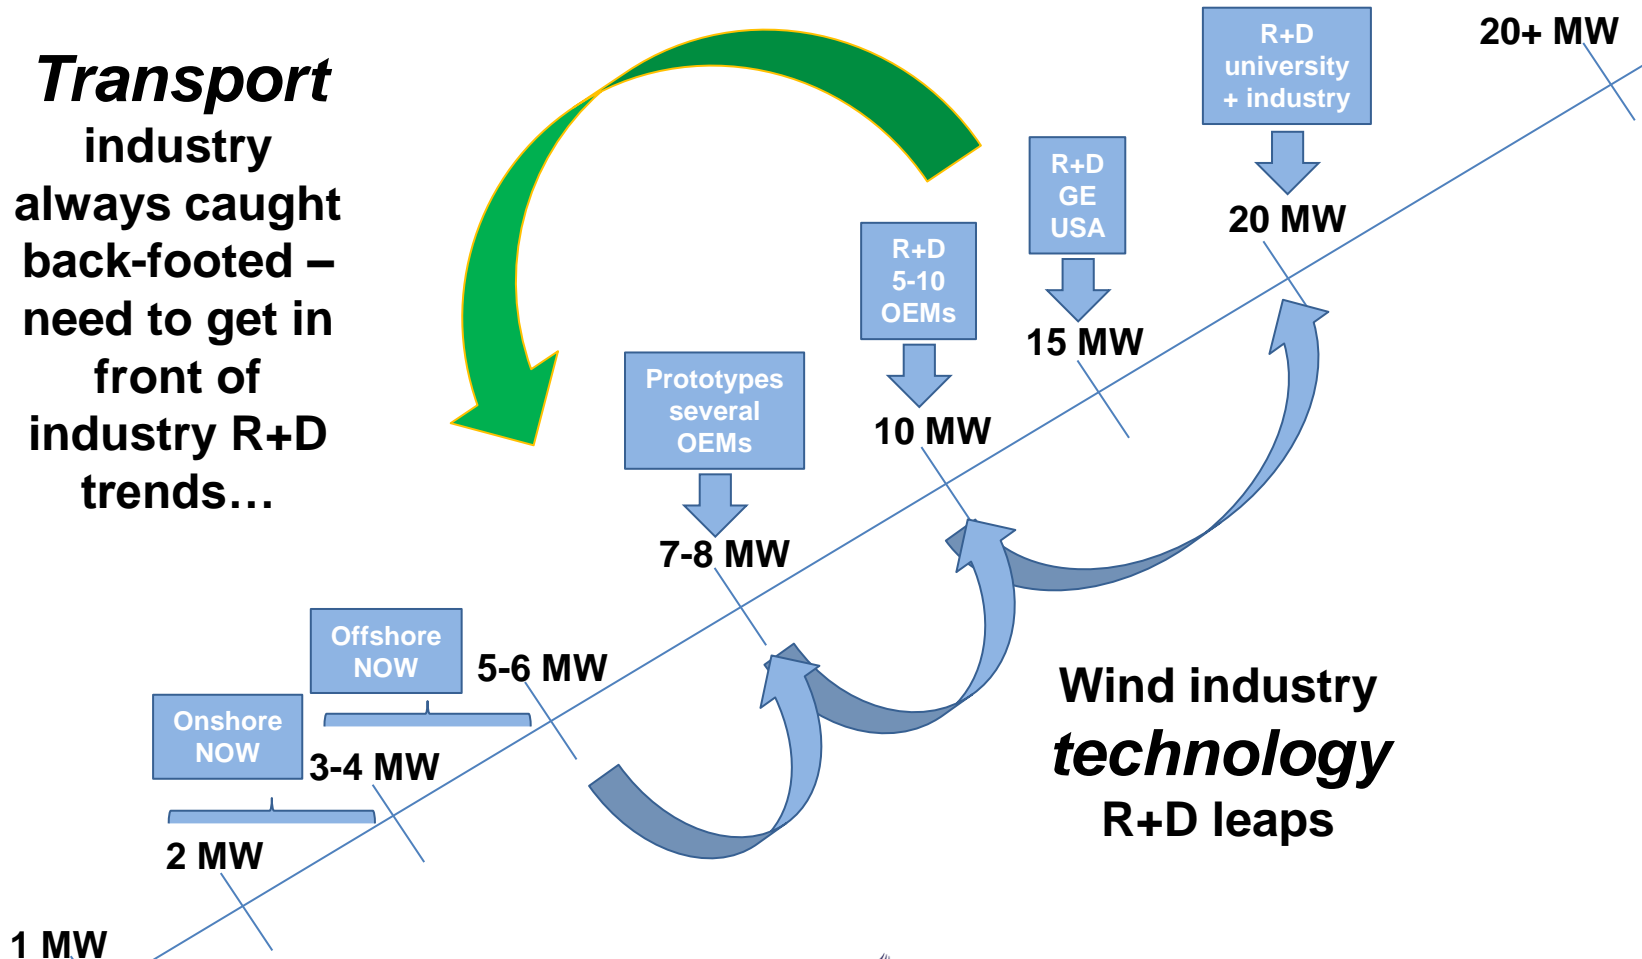 Transport
industry
always caught
back-footed –
need to get in
front of
industry R+D
trends…
20+ MW
R+D
university
+ industry
20 MW
R+D
GE
USA
15 MW
R+D
5-10
OEMs
10 MW
Prototypes
several
OEMs
7-8 MW
Offshore
NOW
5-6 MW
Onshore
NOW
3-4 MW
2 MW
1 MW
Wind industry
technology
R+D leaps